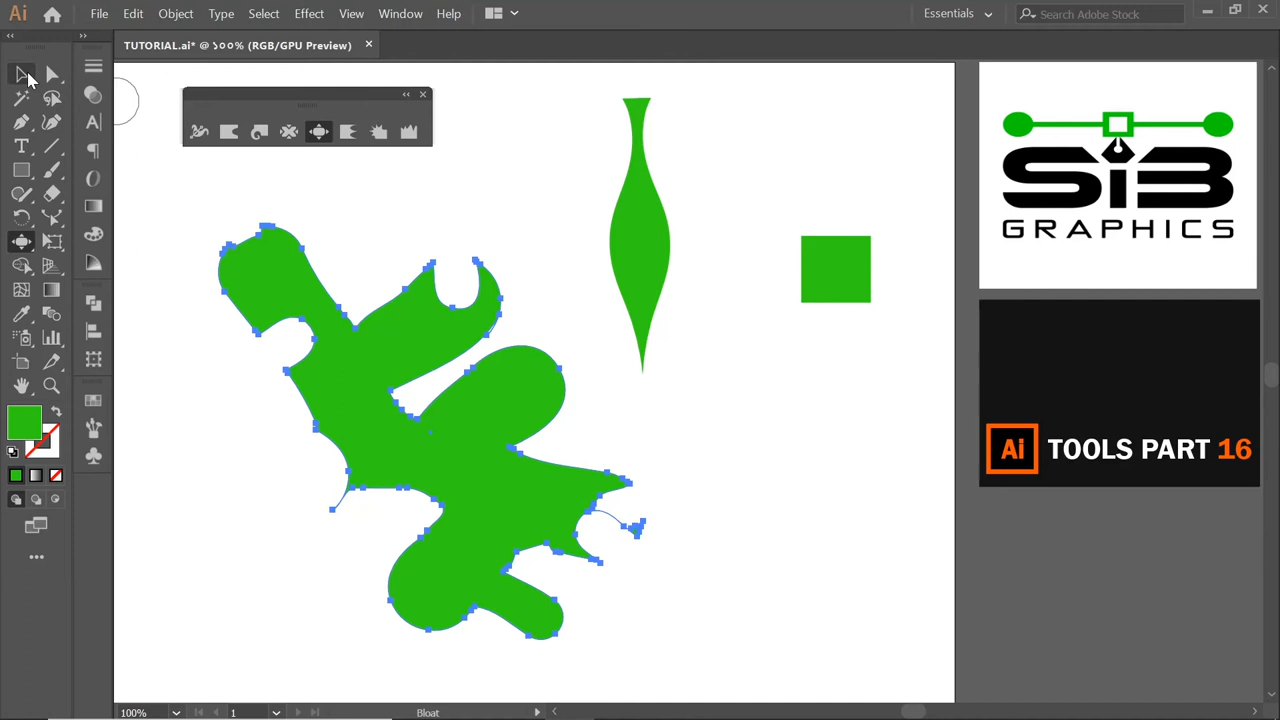 Ai File Edit Object Type Select Effect View Window Help Essentials Search Adobe Stock
TUTORIAL.ai* @ ১০০% (RGB/GPU Preview)
SiB
GRAPHICS
Ai TOOLS PART 16
100% 1 Bloat